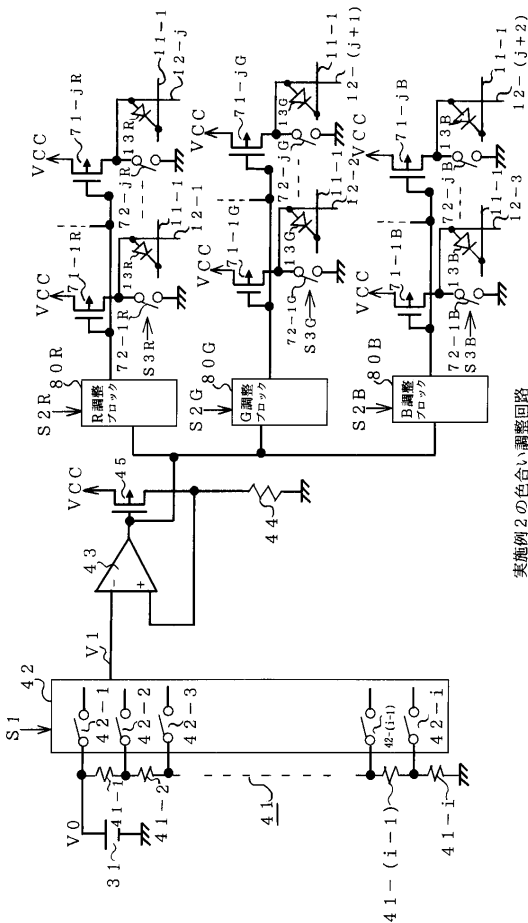 S1
42
V0
V1
31
42-1
42-2
42-3
42-(i-1)
42-i
41-1
41-2
41
41-(i-1)
41-i
43
-
+
VCC
45
44
S2R
80R
R調整
ブロック
VCC
71-1R
13R
72-1R
S3R
11-1
12-1
VCC
71-jR
13R
72-jR
11-1
12-j
S2G
80G
G調整
ブロック
VCC
71-1G
13G
72-1G
S3G
11-1
12-2
VCC
71-jG
13G
72-jG
11-1
12-(j+1)
S2B
80B
B調整
ブロック
VCC
71-1B
13B
72-1B
S3B
11-1
12-3
VCC
71-jB
13B
72-jB
11-1
12-(j+2)
実施例2の色合い調整回路